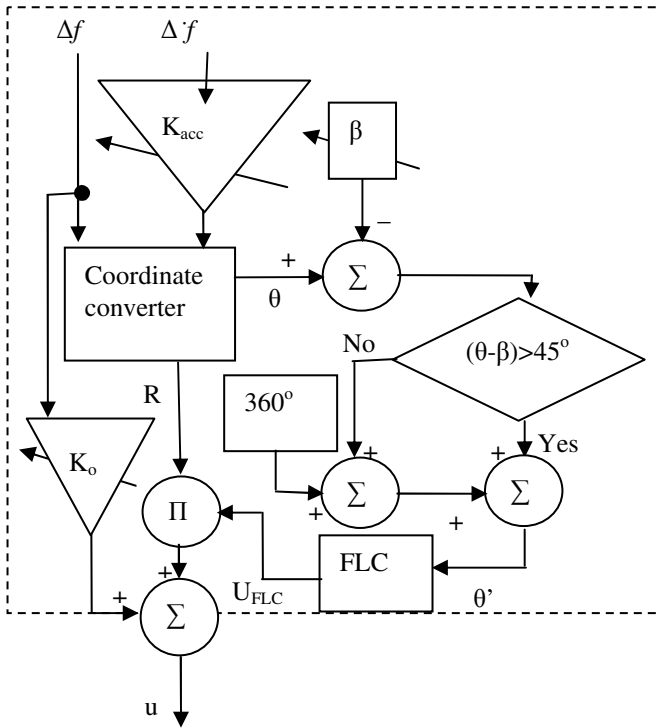 Δf
Δ˙f
K_acc
β
−
Coordinate
converter
+
θ
Σ
No
(θ-β)>45°
R
360°
Yes
K_o
+
+
Σ
Σ
+
+
Π
FLC
U_FLC
θ’
+
+
Σ
u